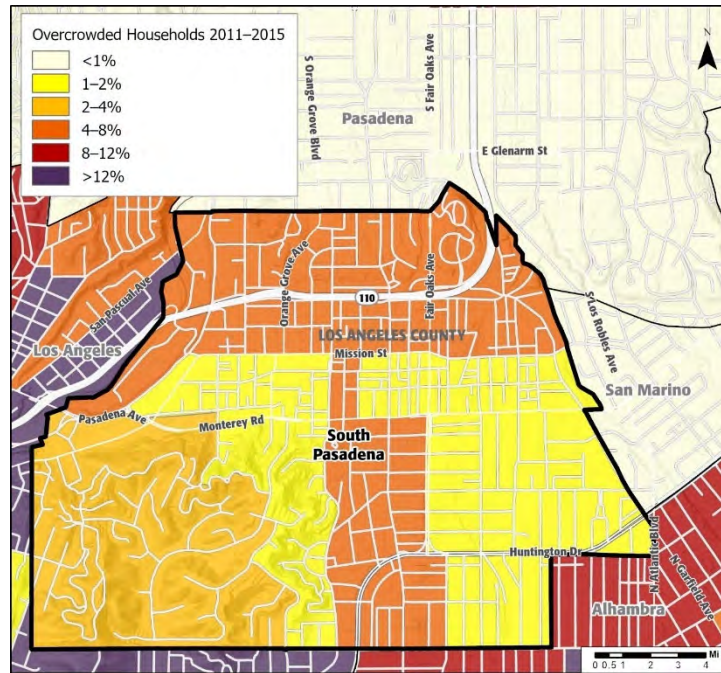 Overcrowded Households 2011–2015
<1%
1–2%
2–4%
4–8%
8–12%
>12%
N
S Orange Grove Blvd
S Fair Oaks Ave
Pasadena
E Glenarm St
San Pascual Ave
Orange Grove Ave
Fair Oaks Ave
110
Los Angeles
LOS ANGELES COUNTY
Mission St
S Los Robles Ave
San Marino
Pasadena Ave
Monterey Rd
South
Pasadena
Huntington Dr
N Atlantic Blvd
N Garfield Ave
Alhambra
0 0.5 1 2 3 4 Mi